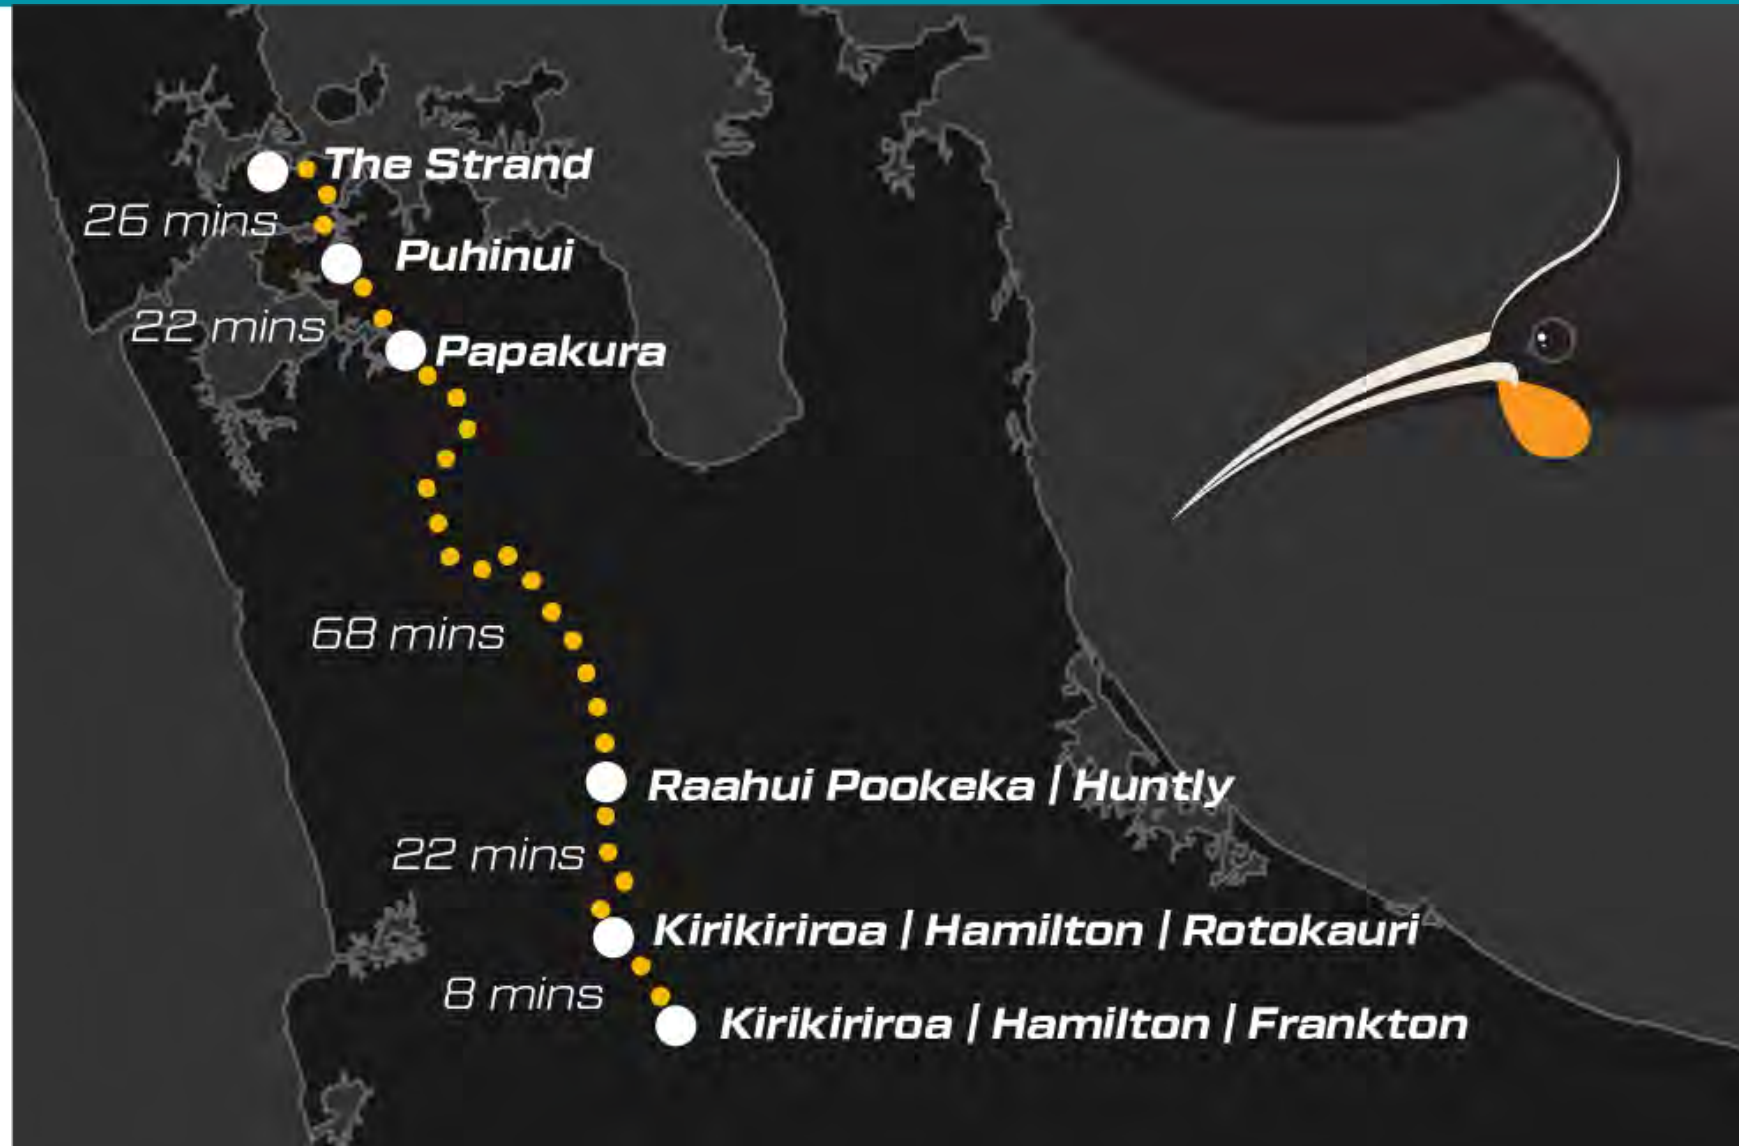 The Strand
26 mins
Puhinui
22 mins
Papakura
68 mins
Raahui Pookeka | Huntly
22 mins
Kirikiriroa | Hamilton | Rotokauri
8 mins
Kirikiriroa | Hamilton | Frankton